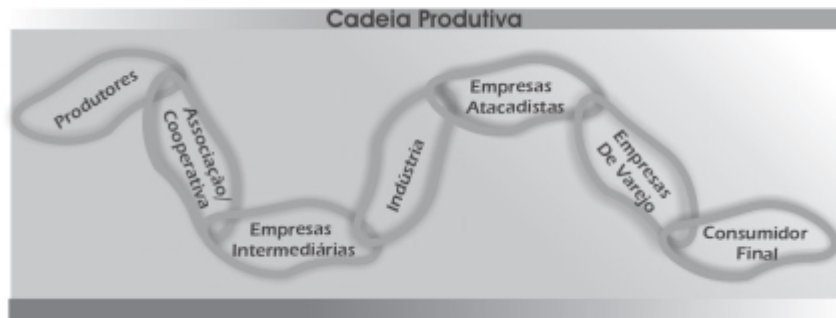 Cadeia Produtiva
Produtores
Associação/
Cooperativa
Empresas
Intermediárias
Indústria
Empresas
Atacadistas
Empresas
De Varejo
Consumidor
Final